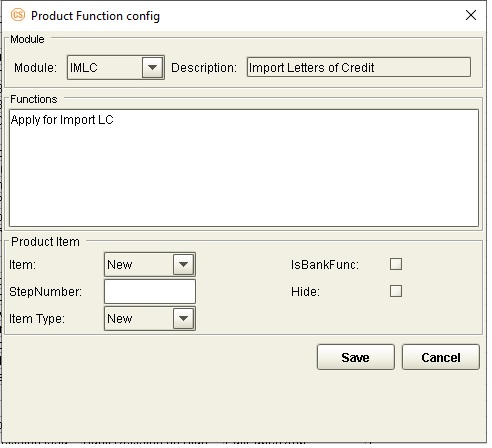 CS Product Function config
Module
Module: IMLC Description: Import Letters of Credit
Functions
Apply for Import LC
Product Item
Item: New IsBankFunc:
StepNumber: Hide:
Item Type: New
Save Cancel